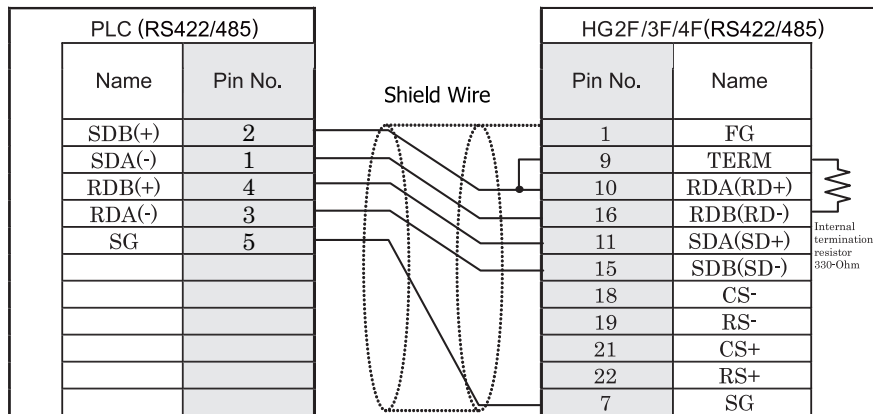 PLC (RS422/485)
Name Pin No.
SDB(+) 2
SDA(-) 1
RDB(+) 4
RDA(-) 3
SG 5
Shield Wire
HG2F/3F/4F(RS422/485)
Pin No. Name
1 FG
9 TERM
10 RDA(RD+)
16 RDB(RD-)
11 SDA(SD+)
15 SDB(SD-)
18 CS-
19 RS-
21 CS+
22 RS+
7 SG
Internal
termination
resistor
330-Ohm